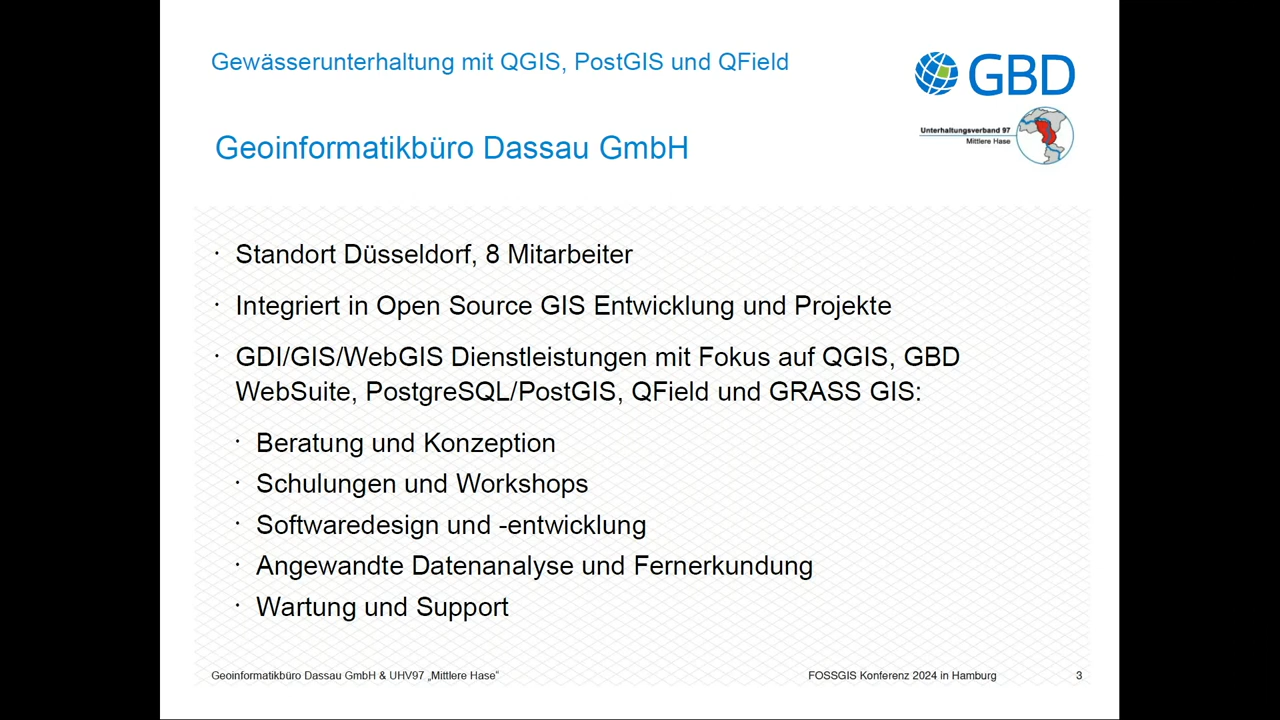 Gewässerunterhaltung mit QGIS, PostGIS und QField
GBD
Unterhaltungsverband 97
Mittlere Hase
Geoinformatikbüro Dassau GmbH
· Standort Düsseldorf, 8 Mitarbeiter
· Integriert in Open Source GIS Entwicklung und Projekte
· GDI/GIS/WebGIS Dienstleistungen mit Fokus auf QGIS, GBD
WebSuite, PostgreSQL/PostGIS, QField und GRASS GIS:
· Beratung und Konzeption
· Schulungen und Workshops
· Softwaredesign und -entwicklung
· Angewandte Datenanalyse und Fernerkundung
· Wartung und Support
Geoinformatikbüro Dassau GmbH & UHV97 „Mittlere Hase“
FOSSGIS Konferenz 2024 in Hamburg
3